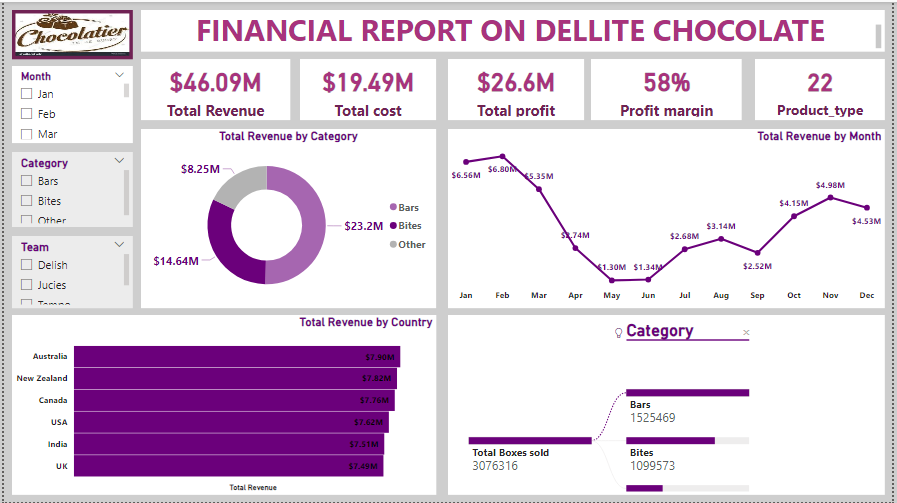 Chocolatier
FINANCIAL REPORT ON DELLITE CHOCOLATE
Month
Jan
Feb
Mar
Category
Bars
Bites
Other
Team
Delish
Jucies
Tempo
$46.09M
Total Revenue
$19.49M
Total cost
$26.6M
Total profit
58%
Profit margin
22
Product_type
Total Revenue by Category
$8.25M
$23.2M
$14.64M
Bars
Bites
Other
Total Revenue by Month
$6.56M
$6.80M
$5.35M
$2.74M
$1.30M
$1.34M
$2.68M
$3.14M
$2.52M
$4.15M
$4.98M
$4.53M
Jan Feb Mar Apr May Jun Jul Aug Sep Oct Nov Dec
Total Revenue by Country
Australia $7.90M
New Zealand $7.82M
Canada $7.76M
USA $7.62M
India $7.51M
UK $7.49M
Total Revenue
Category
Total Boxes sold
3076316
Bars
1525469
Bites
1099573